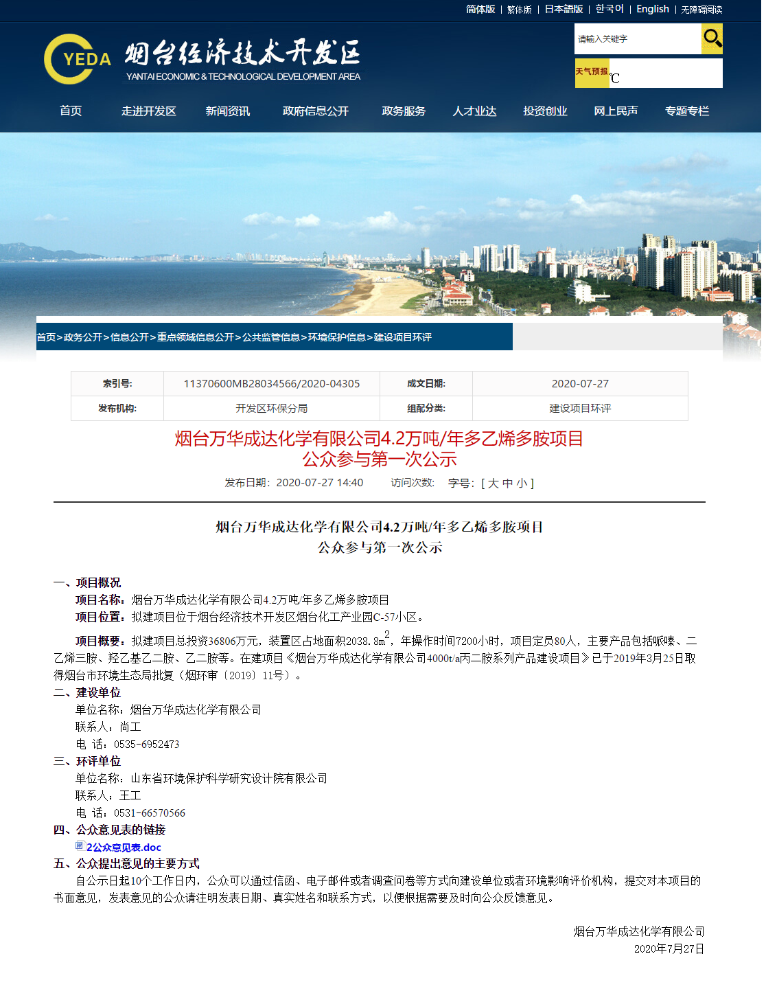 简体版 | 繁体版 | 日本語版 | 한국어 | English | 无障碍阅读
YEDA 烟台经济技术开发区
YANTAI ECONOMIC & TECHNOLOGICAL DEVELOPMENT AREA
请输入关键字
天气预报 ℃
首页 走进开发区 新闻资讯 政府信息公开 政务服务 人才业达 投资创业 网上民声 专题专栏
首页>政务公开>信息公开>重点领域信息公开>公共监管信息>环境保护信息>建设项目环评
索引号: 11370600MB28034566/2020-04305 成文日期: 2020-07-27
发布机构: 开发区环保分局 组配分类: 建设项目环评
烟台万华成达化学有限公司4.2万吨/年多乙烯多胺项目
公众参与第一次公示
发布日期：2020-07-27 14:40 访问次数: 字号：[ 大 中 小 ]
烟台万华成达化学有限公司4.2万吨/年多乙烯多胺项目
公众参与第一次公示
一、项目概况
项目名称：烟台万华成达化学有限公司4.2万吨/年多乙烯多胺项目
项目位置：拟建项目位于烟台经济技术开发区烟台化工产业园C-57小区。
项目概要：拟建项目总投资36806万元，装置区占地面积2038.8m2，年操作时间7200小时，项目定员80人，主要产品包括哌嗪、二
乙烯三胺、羟乙基乙二胺、乙二胺等。在建项目《烟台万华成达化学有限公司4000t/a丙二胺系列产品建设项目》已于2019年3月25日取
得烟台市环境生态局批复（烟环审〔2019〕11号）。
二、建设单位
单位名称：烟台万华成达化学有限公司
联系人：尚工
电 话：0535-6952473
三、环评单位
单位名称：山东省环境保护科学研究设计院有限公司
联系人：王工
电 话：0531-66570566
四、公众意见表的链接
2公众意见表.doc
五、公众提出意见的主要方式
自公示日起10个工作日内，公众可以通过信函、电子邮件或者调查问卷等方式向建设单位或者环境影响评价机构，提交对本项目的
书面意见，发表意见的公众请注明发表日期、真实姓名和联系方式，以便根据需要及时向公众反馈意见。
烟台万华成达化学有限公司
2020年7月27日